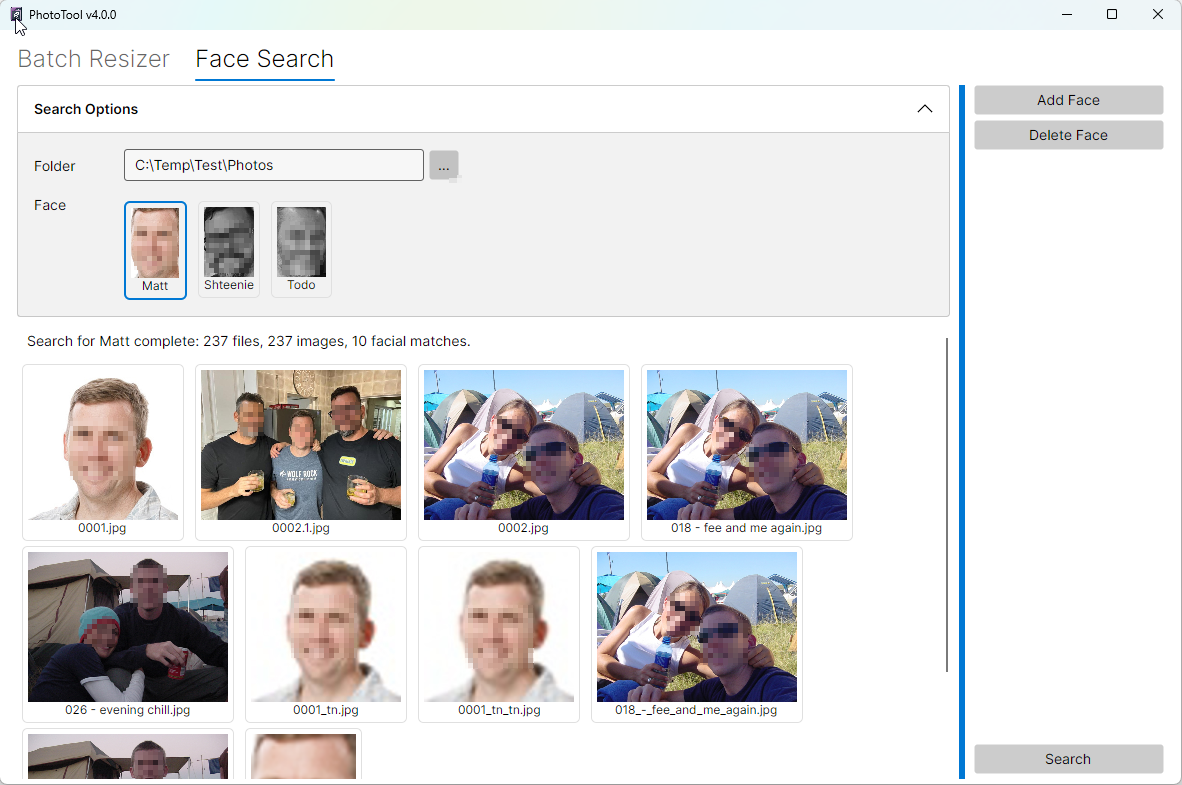 PhotoTool v4.0.0
Batch Resizer Face Search
Search Options
Add Face
Delete Face
Folder C:\Temp\Test\Photos ...
Face
Matt Shteenie Todo
Search for Matt complete: 237 files, 237 images, 10 facial matches.
WOLF ROCK
0001.jpg 0002.1.jpg 0002.jpg 018 - fee and me again.jpg
026 - evening chill.jpg 0001_tn.jpg 0001_tn_tn.jpg 018_-_fee_and_me_again.jpg
Search